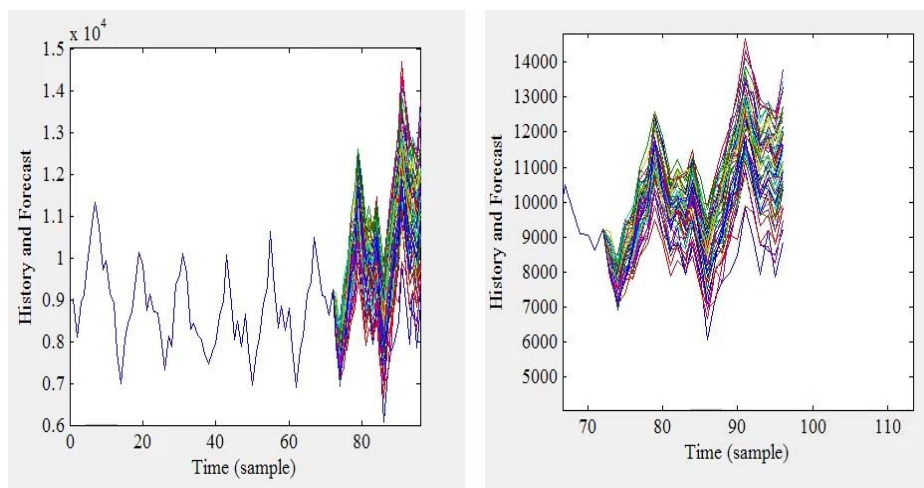 x 10⁴
1.5
1.4
1.3
1.2
1.1
1
0.9
0.8
0.7
0.6
0 20 40 60 80
History and Forecast
Time (sample)
14000
13000
12000
11000
10000
9000
8000
7000
6000
5000
70 80 90 100 110
History and Forecast
Time (sample)